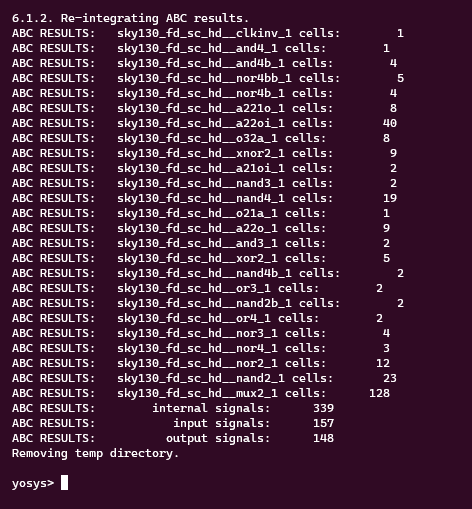 6.1.2. Re-integrating ABC results.
ABC RESULTS:   sky130_fd_sc_hd__clkinv_1 cells:        1
ABC RESULTS:   sky130_fd_sc_hd__and4_1 cells:        1
ABC RESULTS:   sky130_fd_sc_hd__and4b_1 cells:        4
ABC RESULTS:   sky130_fd_sc_hd__nor4bb_1 cells:        5
ABC RESULTS:   sky130_fd_sc_hd__nor4b_1 cells:        4
ABC RESULTS:   sky130_fd_sc_hd__a221o_1 cells:        8
ABC RESULTS:   sky130_fd_sc_hd__a22oi_1 cells:       40
ABC RESULTS:   sky130_fd_sc_hd__o32a_1 cells:        8
ABC RESULTS:   sky130_fd_sc_hd__xnor2_1 cells:        9
ABC RESULTS:   sky130_fd_sc_hd__a21oi_1 cells:        2
ABC RESULTS:   sky130_fd_sc_hd__nand3_1 cells:        2
ABC RESULTS:   sky130_fd_sc_hd__nand4_1 cells:       19
ABC RESULTS:   sky130_fd_sc_hd__o21a_1 cells:        1
ABC RESULTS:   sky130_fd_sc_hd__a22o_1 cells:        9
ABC RESULTS:   sky130_fd_sc_hd__and3_1 cells:        2
ABC RESULTS:   sky130_fd_sc_hd__xor2_1 cells:        5
ABC RESULTS:   sky130_fd_sc_hd__nand4b_1 cells:        2
ABC RESULTS:   sky130_fd_sc_hd__or3_1 cells:        2
ABC RESULTS:   sky130_fd_sc_hd__nand2b_1 cells:        2
ABC RESULTS:   sky130_fd_sc_hd__or4_1 cells:        2
ABC RESULTS:   sky130_fd_sc_hd__nor3_1 cells:        4
ABC RESULTS:   sky130_fd_sc_hd__nor4_1 cells:        3
ABC RESULTS:   sky130_fd_sc_hd__nor2_1 cells:       12
ABC RESULTS:   sky130_fd_sc_hd__nand2_1 cells:       23
ABC RESULTS:   sky130_fd_sc_hd__mux2_1 cells:      128
ABC RESULTS:        internal signals:      339
ABC RESULTS:           input signals:      157
ABC RESULTS:          output signals:      148
Removing temp directory.
yosys>